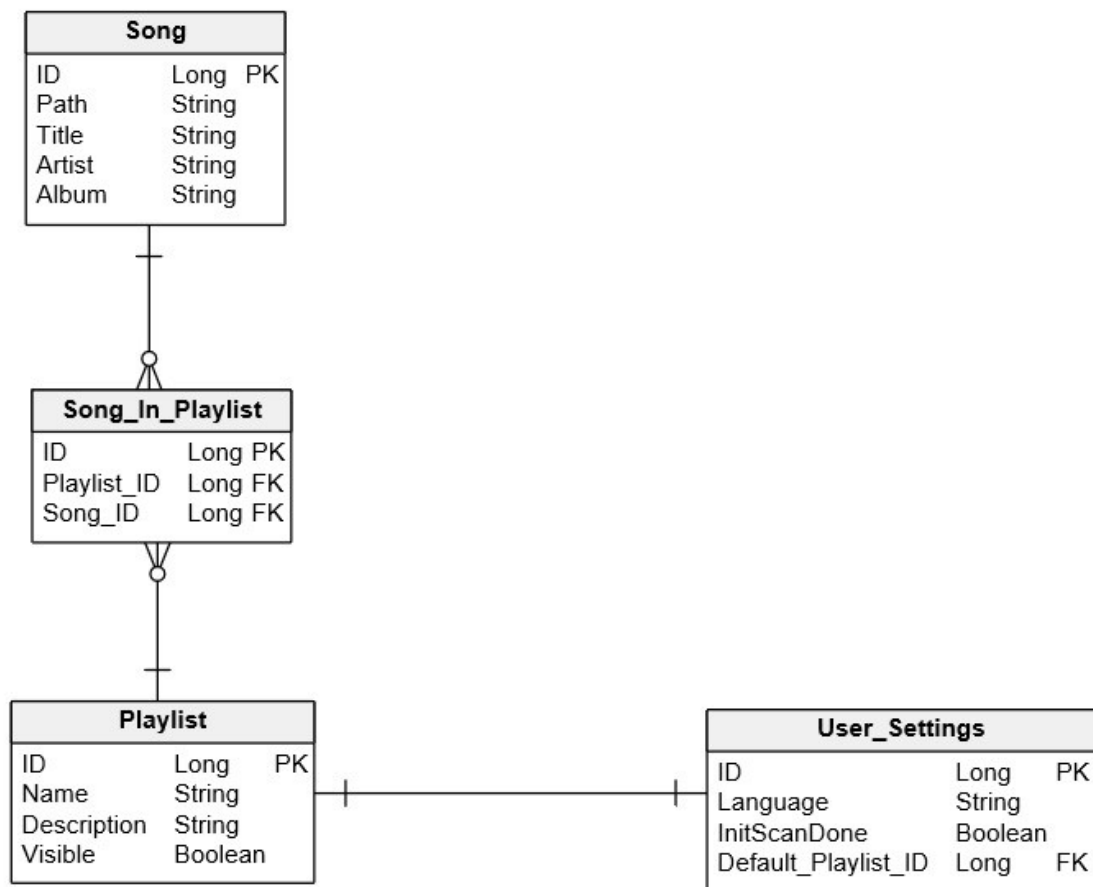 Song
ID Long PK
Path String
Title String
Artist String
Album String
Song_In_Playlist
ID Long PK
Playlist_ID Long FK
Song_ID Long FK
Playlist
ID Long PK
Name String
Description String
Visible Boolean
User_Settings
ID Long PK
Language String
InitScanDone Boolean
Default_Playlist_ID Long FK